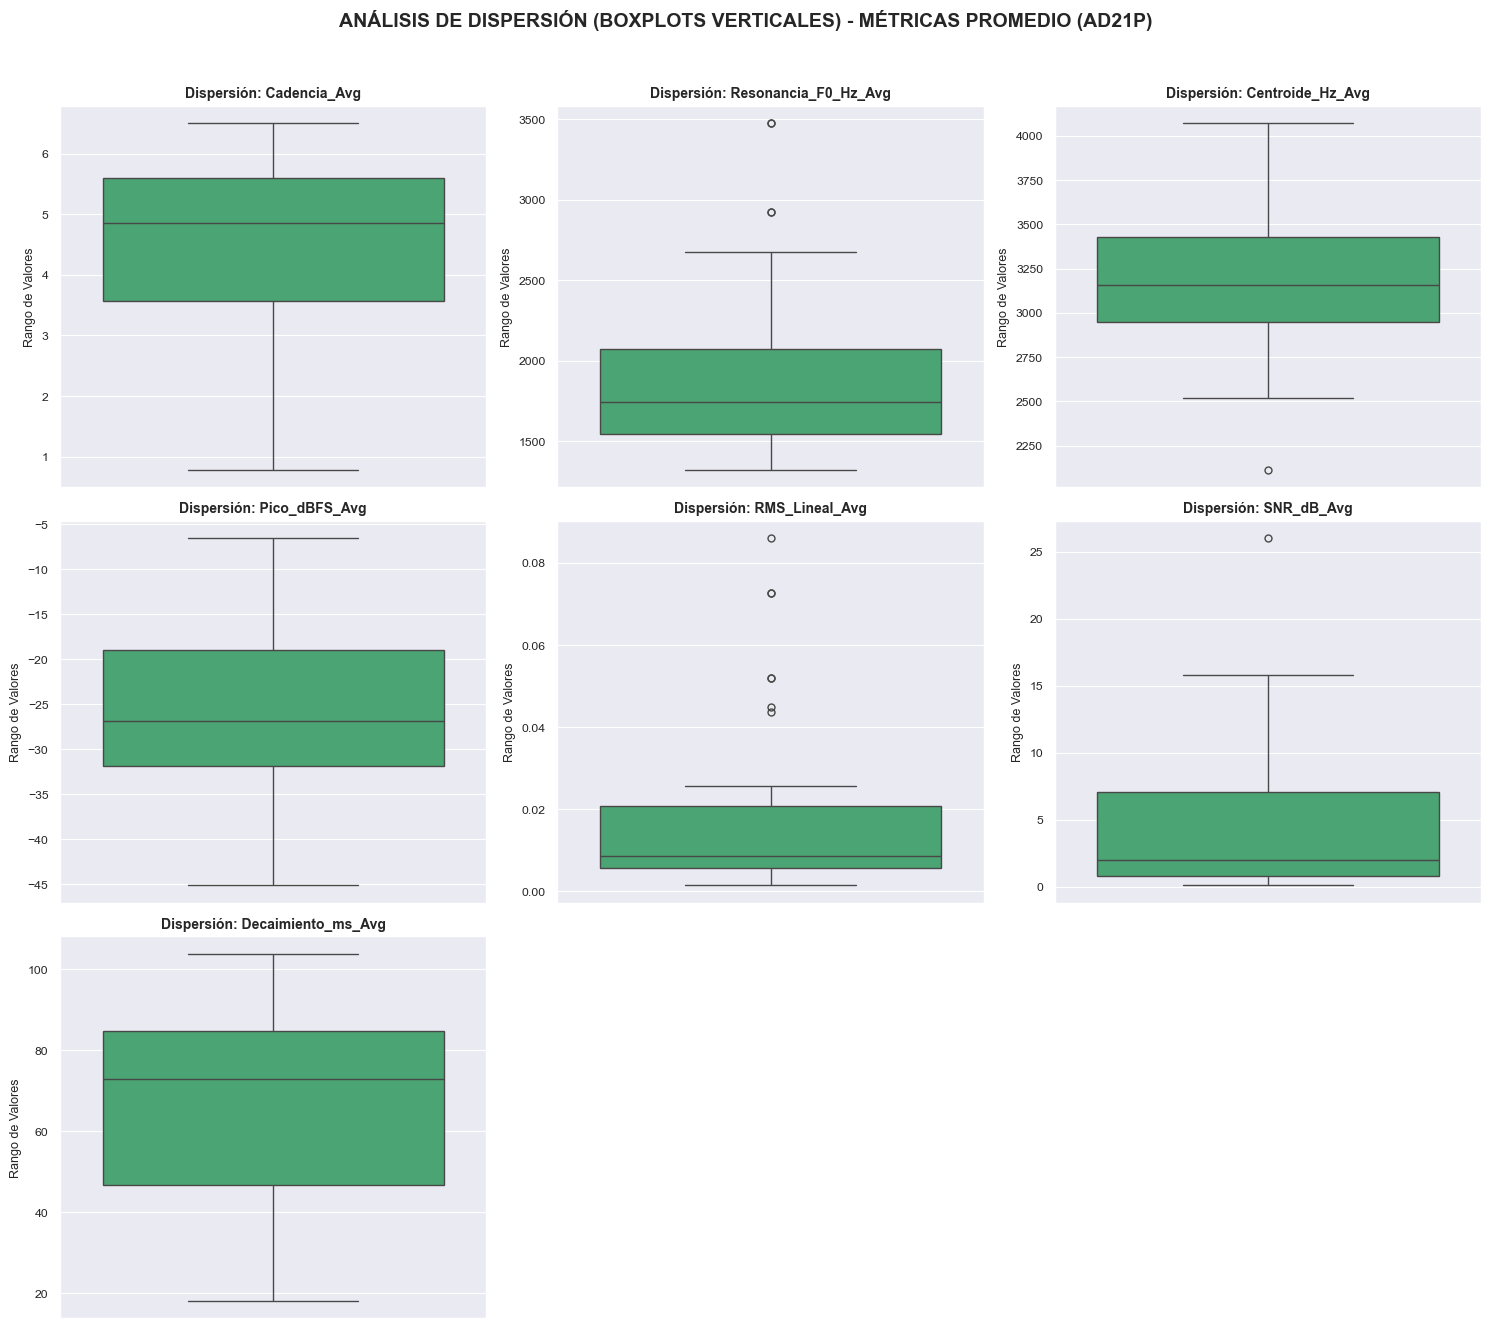 ANÁLISIS DE DISPERSIÓN (BOXPLOTS VERTICALES) - MÉTRICAS PROMEDIO (AD21P)
Dispersión: Cadencia_Avg
Rango de Valores
6
5
4
3
2
1
Dispersión: Resonancia_F0_Hz_Avg
Rango de Valores
3500
3000
2500
2000
1500
Dispersión: Centroide_Hz_Avg
Rango de Valores
4000
3750
3500
3250
3000
2750
2500
2250
Dispersión: Pico_dBFS_Avg
Rango de Valores
−5
−10
−15
−20
−25
−30
−35
−40
−45
Dispersión: RMS_Lineal_Avg
Rango de Valores
0.08
0.06
0.04
0.02
0.00
Dispersión: SNR_dB_Avg
Rango de Valores
25
20
15
10
5
0
Dispersión: Decaimiento_ms_Avg
Rango de Valores
100
80
60
40
20